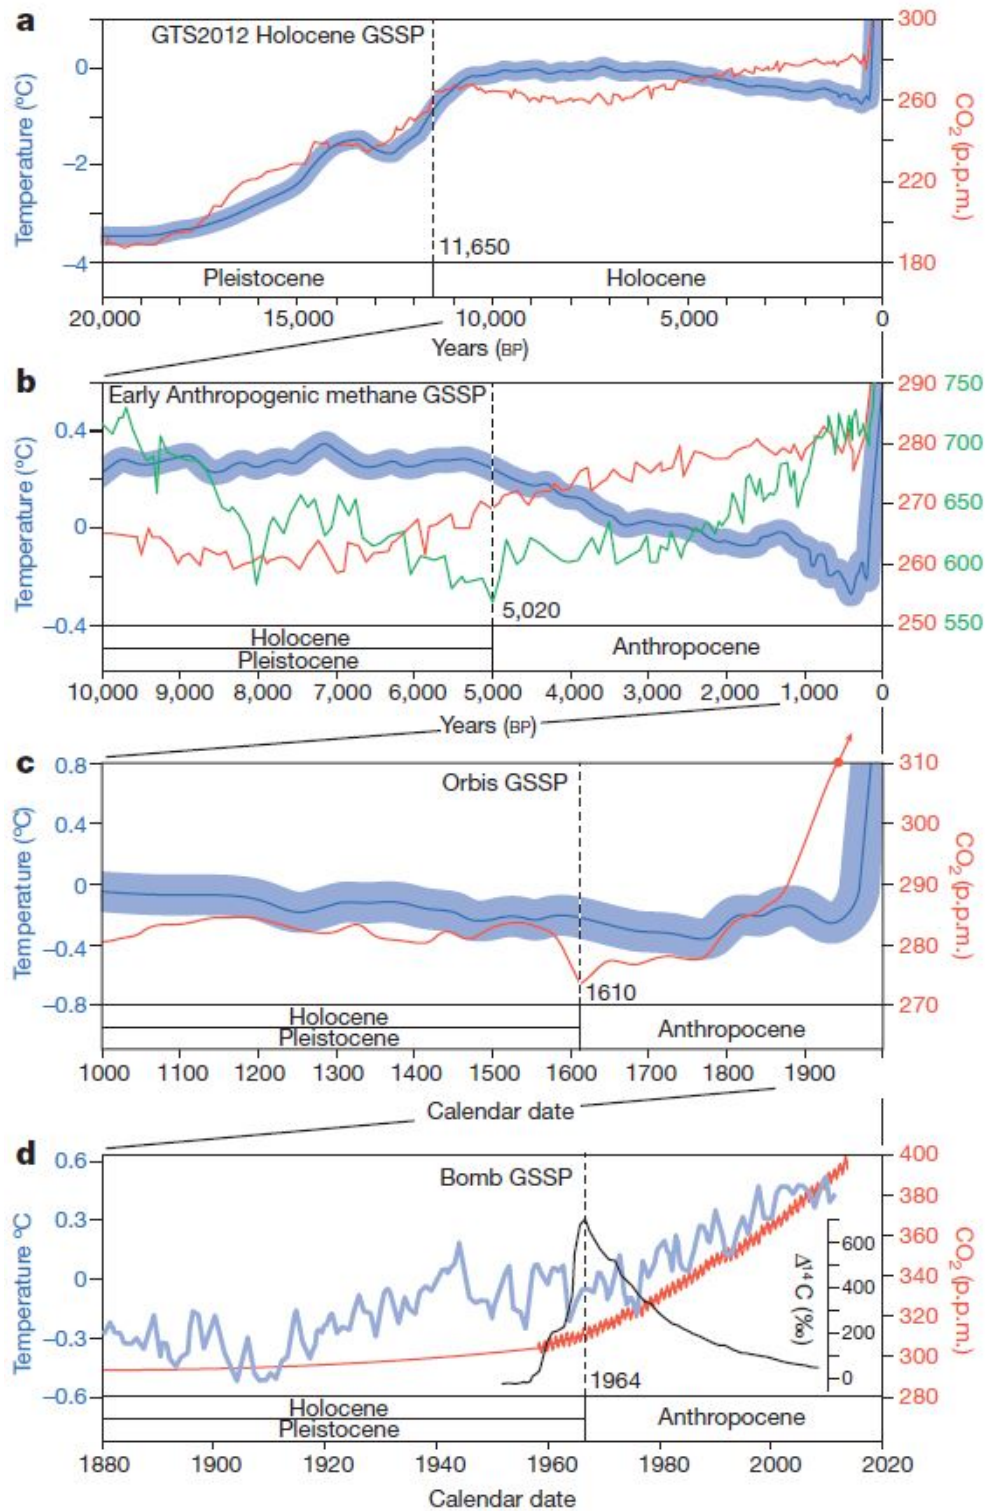 a
GTS2012 Holocene GSSP
Temperature (ºC)
0
–2
–4
300
260
220
180
CO2 (p.p.m.)
11,650
Pleistocene
Holocene
20,000 15,000 10,000 5,000 0
Years (BP)
b
Early Anthropogenic methane GSSP
Temperature (ºC)
0.4
0
–0.4
290 750
280 700
270 650
260 600
250 550
5,020
Holocene
Pleistocene
Anthropocene
10,000 9,000 8,000 7,000 6,000 5,000 4,000 3,000 2,000 1,000 0
Years (BP)
c
Orbis GSSP
Temperature (ºC)
0.8
0.4
0
–0.4
–0.8
310
300
290
280
270
CO2 (p.p.m.)
1610
Holocene
Pleistocene
Anthropocene
1000 1100 1200 1300 1400 1500 1600 1700 1800 1900
Calendar date
d
Bomb GSSP
Temperature ºC
0.6
0.3
0
–0.3
–0.6
600
400
200
0
Δ14C (‰)
400
380
360
340
320
300
280
CO2 (p.p.m.)
1964
Holocene
Pleistocene
Anthropocene
1880 1900 1920 1940 1960 1980 2000 2020
Calendar date